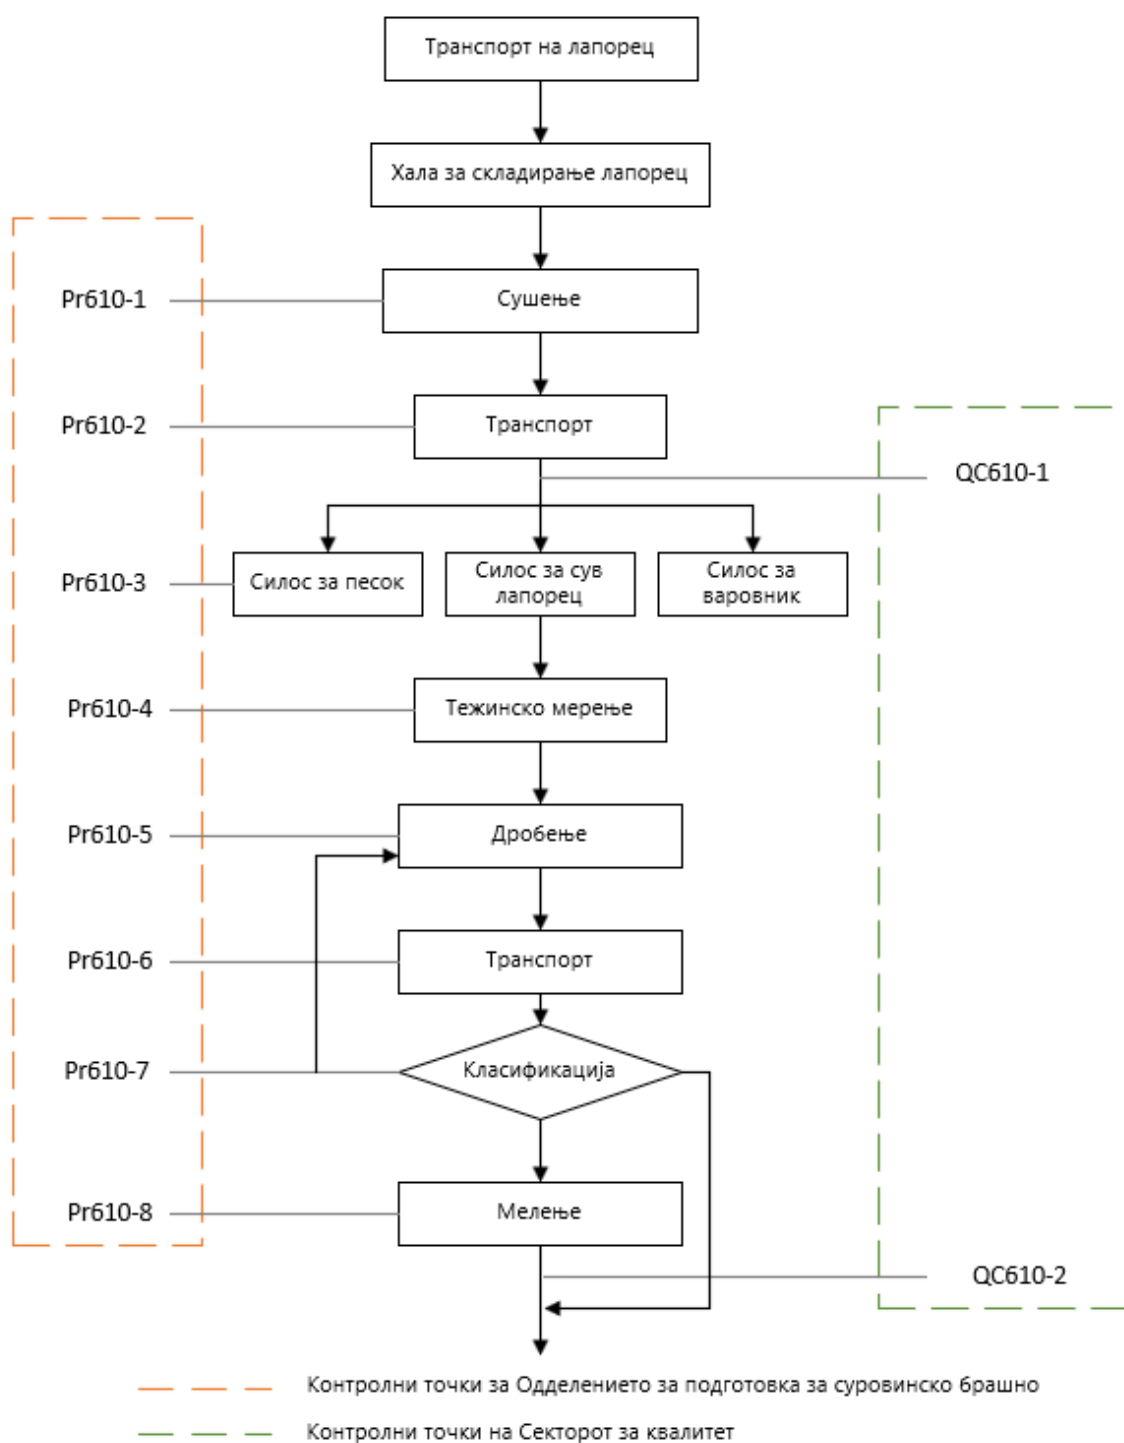 Транспорт на лапорец
Хала за складирање лапорец
Pr610-1
Сушење
Pr610-2
Транспорт
QC610-1
Pr610-3
Силос за песок
Силос за сув
лапорец
Силос за
варовник
Pr610-4
Тежинско мерење
Pr610-5
Дробење
Pr610-6
Транспорт
Pr610-7
Класификација
Pr610-8
Мелење
QC610-2
Контролни точки за Одделението за подготовка за суровинско брашно
Контролни точки на Секторот за квалитет